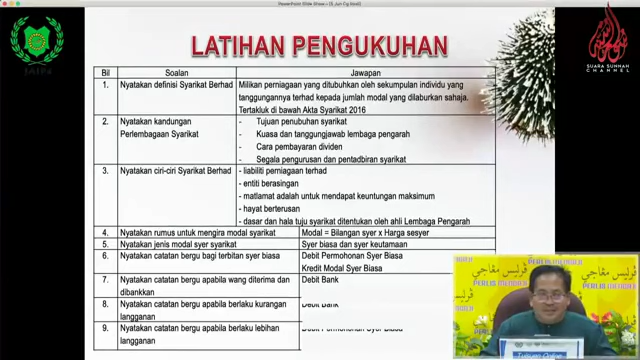 PowerPoint Slide Show - [5 Jun Cg Rosli]
JAIPs
LATIHAN PENGUKUHAN
SUARA SUNNAH
CHANNEL
Bil Soalan Jawapan
1. Nyatakan definisi Syarikat Berhad Milikan perniagaan yang ditubuhkan oleh sekumpulan individu yang
tanggungannya terhad kepada jumlah modal yang dilaburkan sahaja.
Tertakluk di bawah Akta Syarikat 2016
2. Nyatakan kandungan - Tujuan penubuhan syarikat
Perlembagaan Syarikat - Kuasa dan tanggungjawab lembaga pengarah
- Cara pembayaran dividen
- Segala pengurusan dan pentadbiran syarikat
3. Nyatakan ciri-ciri Syarikat Berhad - liabiliti perniagaan terhad
- entiti berasingan
- matlamat adalah untuk mendapat keuntungan maksimum
- hayat berterusan
- dasar dan hala tuju syarikat ditentukan oleh ahli Lembaga Pengarah
4. Nyatakan rumus untuk mengira modal syarikat Modal = Bilangan syer x Harga sesyer
5. Nyatakan jenis modal syer syarikat Syer biasa dan syer keutamaan
6. Nyatakan catatan bergu bagi terbitan syer biasa Debit Permohonan Syer Biasa
Kredit Modal Syer Biasa
7. Nyatakan catatan bergu apabila wang diterima dan Debit Bank
dibankkan
8. Nyatakan catatan bergu apabila berlaku kurangan Debit Bank
langganan
9. Nyatakan catatan bergu apabila berlaku lebihan Debit Permohonan Syer Biasa
langganan
PERLIS MEMBER
فرليس مڠاجي
Tuisyen Online